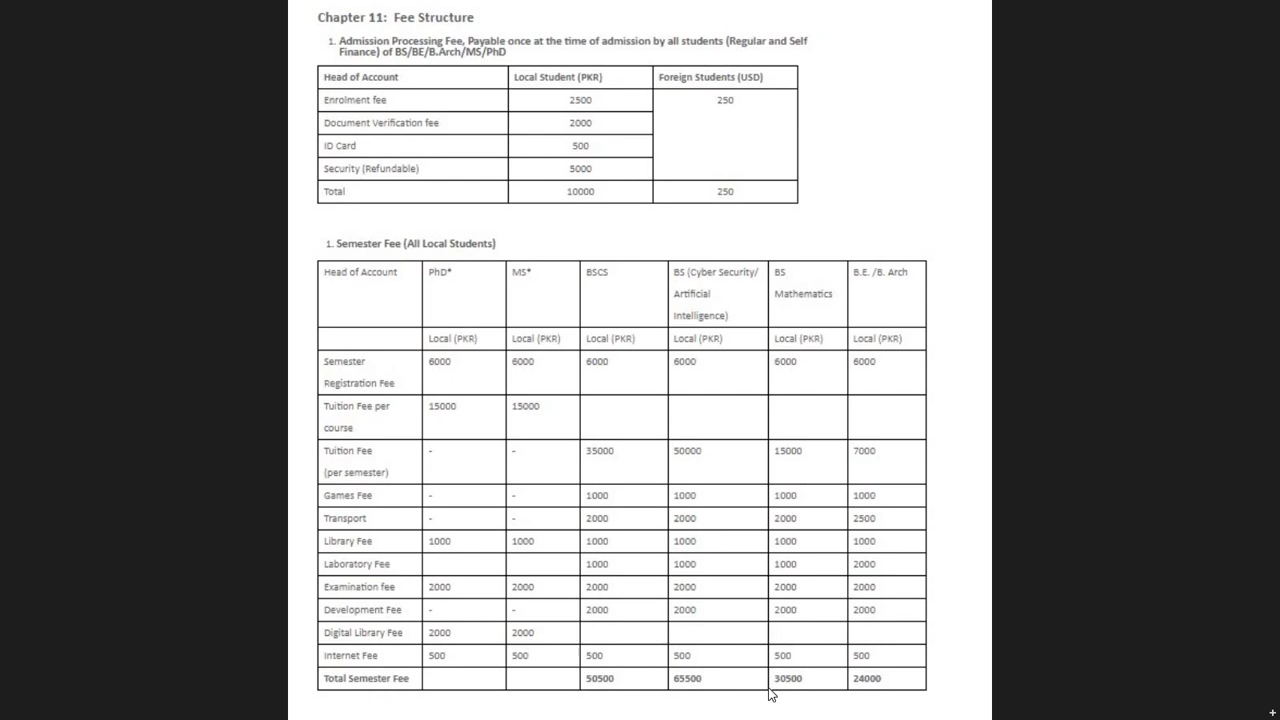 Chapter 11: Fee Structure
1. Admission Processing Fee, Payable once at the time of admission by all students (Regular and Self
Finance) of BS/BE/B.Arch/MS/PhD
Head of Account Local Student (PKR) Foreign Students (USD)
Enrolment fee 2500 250
Document Verification fee 2000
ID Card 500
Security (Refundable) 5000
Total 10000 250
1. Semester Fee (All Local Students)
Head of Account PhD* MS* BSCS BS (Cyber Security/ BS B.E. /B. Arch
Artificial Mathematics
Intelligence)
Local (PKR) Local (PKR) Local (PKR) Local (PKR) Local (PKR) Local (PKR)
Semester 6000 6000 6000 6000 6000 6000
Registration Fee
Tuition Fee per 15000 15000
course
Tuition Fee - - 35000 50000 15000 7000
(per semester)
Games Fee - - 1000 1000 1000 1000
Transport - - 2000 2000 2000 2500
Library Fee 1000 1000 1000 1000 1000 1000
Laboratory Fee 1000 1000 1000 2000
Examination fee 2000 2000 2000 2000 2000 2000
Development Fee - - 2000 2000 2000 2000
Digital Library Fee 2000 2000
Internet Fee 500 500 500 500 500 500
Total Semester Fee 50500 65500 30500 24000